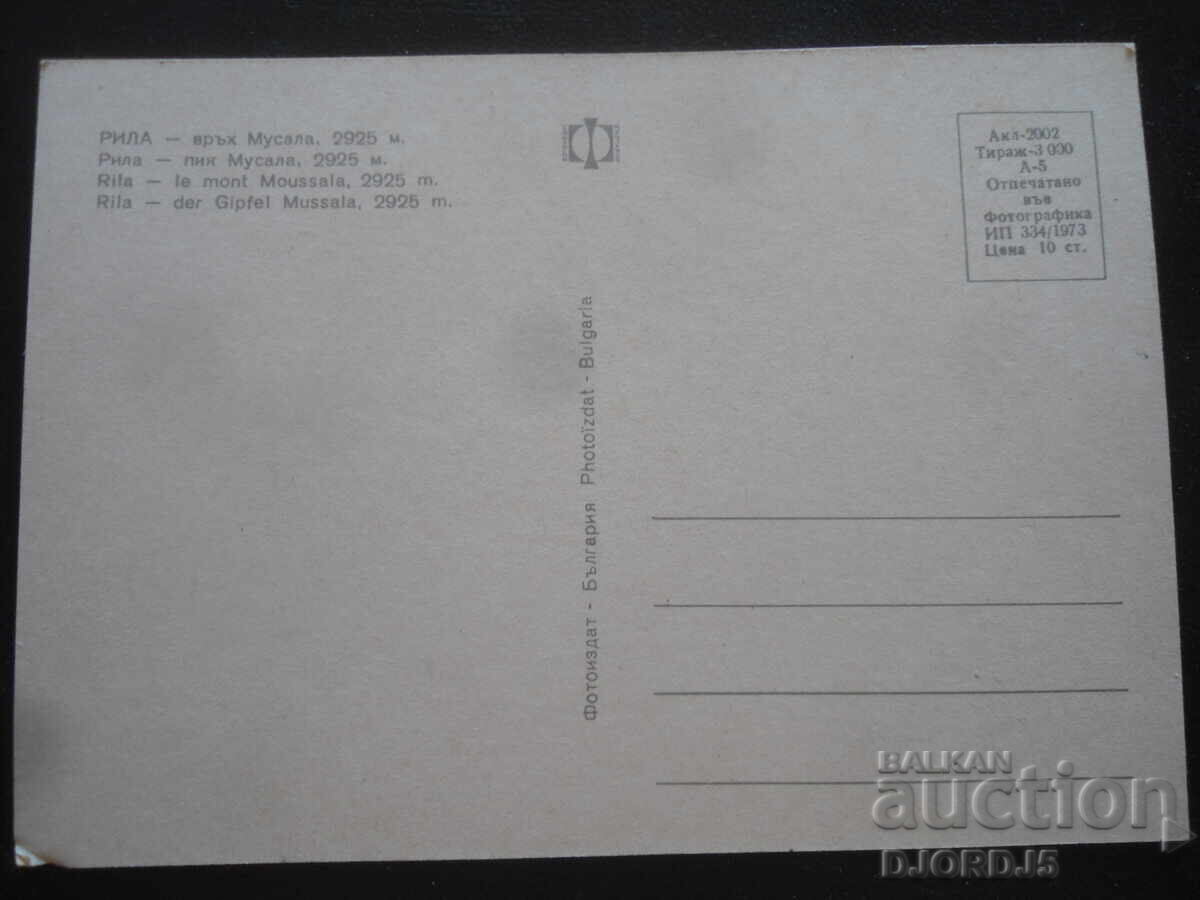 РИЛА — връх Мусала, 2925 м.
Рила — пик Мусала, 2925 м.
Rila — le mont Moussala, 2925 m.
Rila — der Gipfel Mussala, 2925 m.
Акл-2002
Тираж-3 000
А-5
Отпечатано
във
Фотографика
ИП 334/1973
Цена 10 ст.
Фотоиздат - България Photoïzdat - Bulgaria
BALKAN
auction
DJORDJ5